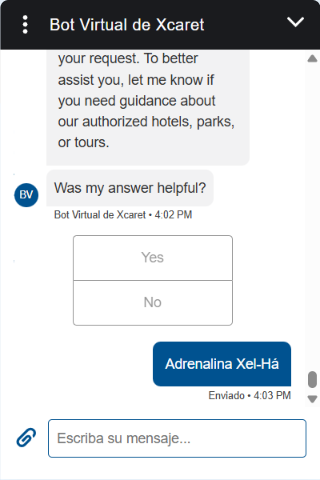 Bot Virtual de Xcaret
your request. To better
assist you, let me know if
you need guidance about
our authorized hotels, parks,
or tours.
Was my answer helpful?
BV
Bot Virtual de Xcaret • 4:02 PM
Yes
No
Adrenalina Xel-Há
Enviado • 4:03 PM
Escriba su mensaje...